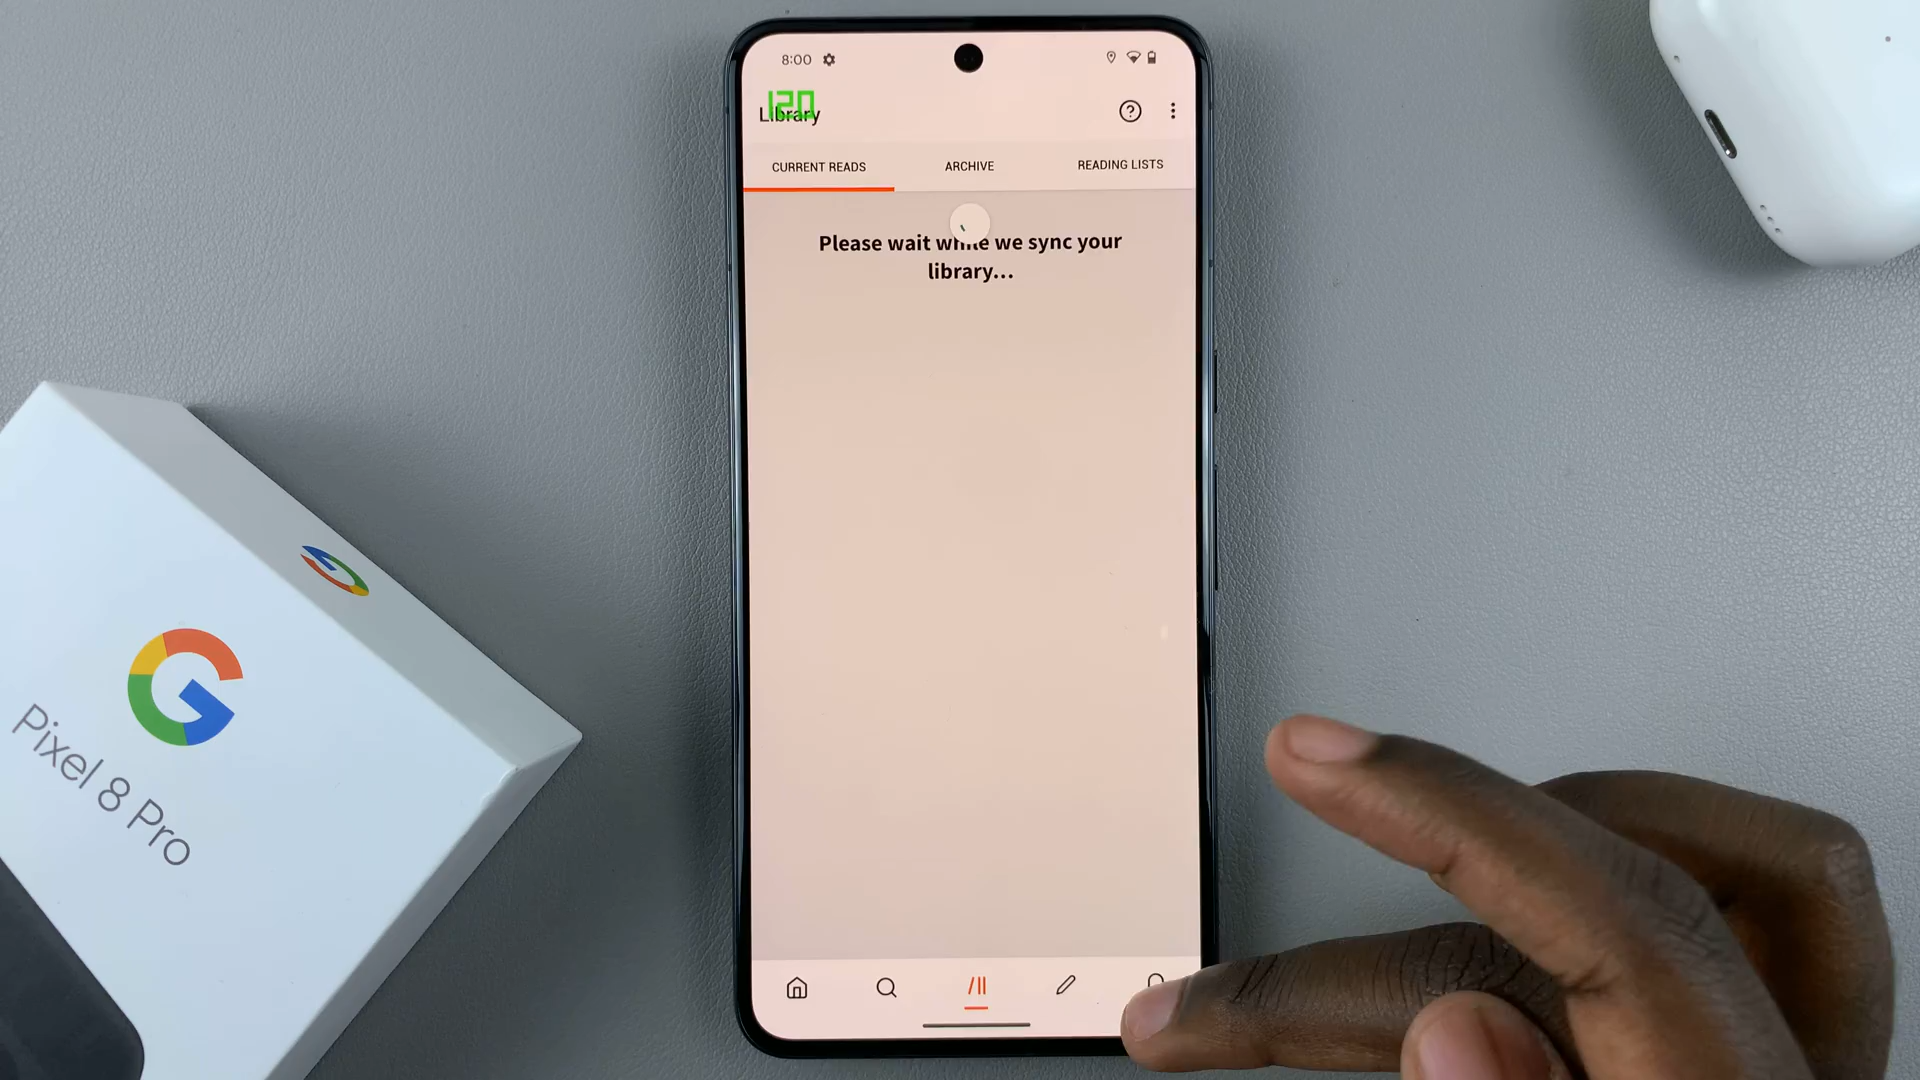 8:00
120
Library
CURRENT READS
ARCHIVE
READING LISTS
Please wait while we sync your
library...
G
Pixel 8 Pro